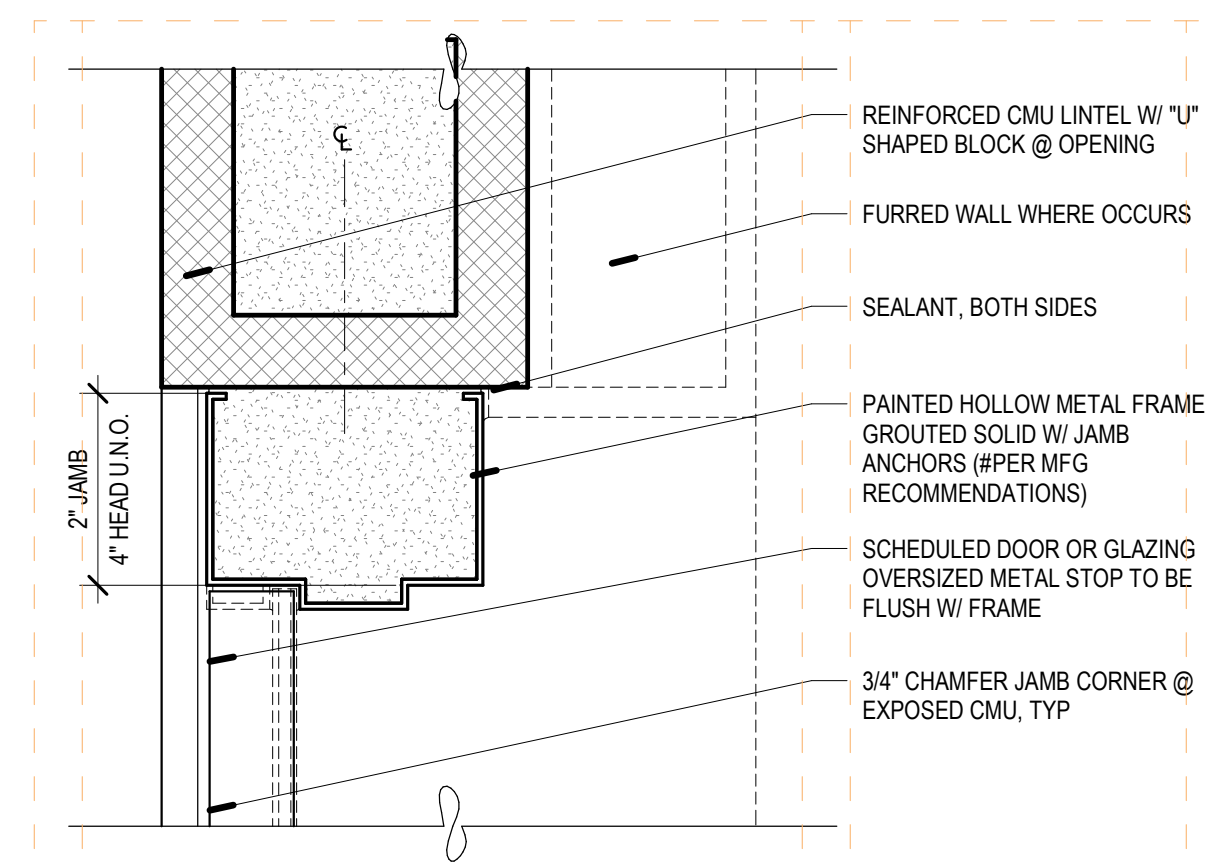 ℄
REINFORCED CMU LINTEL W/ "U"
SHAPED BLOCK @ OPENING
FURRED WALL WHERE OCCURS
SEALANT, BOTH SIDES
PAINTED HOLLOW METAL FRAME
GROUTED SOLID W/ JAMB
ANCHORS (#PER MFG
RECOMMENDATIONS)
SCHEDULED DOOR OR GLAZING
OVERSIZED METAL STOP TO BE
FLUSH W/ FRAME
3/4" CHAMFER JAMB CORNER @
EXPOSED CMU, TYP
2" JAMB
4" HEAD U.N.O.